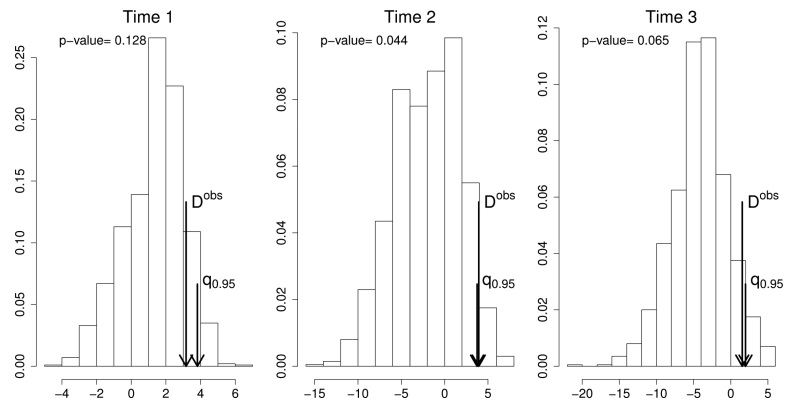 Time 1
p−value= 0.128
0.25
0.20
0.15
0.10
0.05
0.00
D^obs
q_0.95
−4 −2 0 2 4 6
Time 2
p−value= 0.044
0.10
0.08
0.06
0.04
0.02
0.00
D^obs
q_0.95
−15 −10 −5 0 5
Time 3
p−value= 0.065
0.12
0.10
0.08
0.06
0.04
0.02
0.00
D^obs
q_0.95
−20 −15 −10 −5 0 5